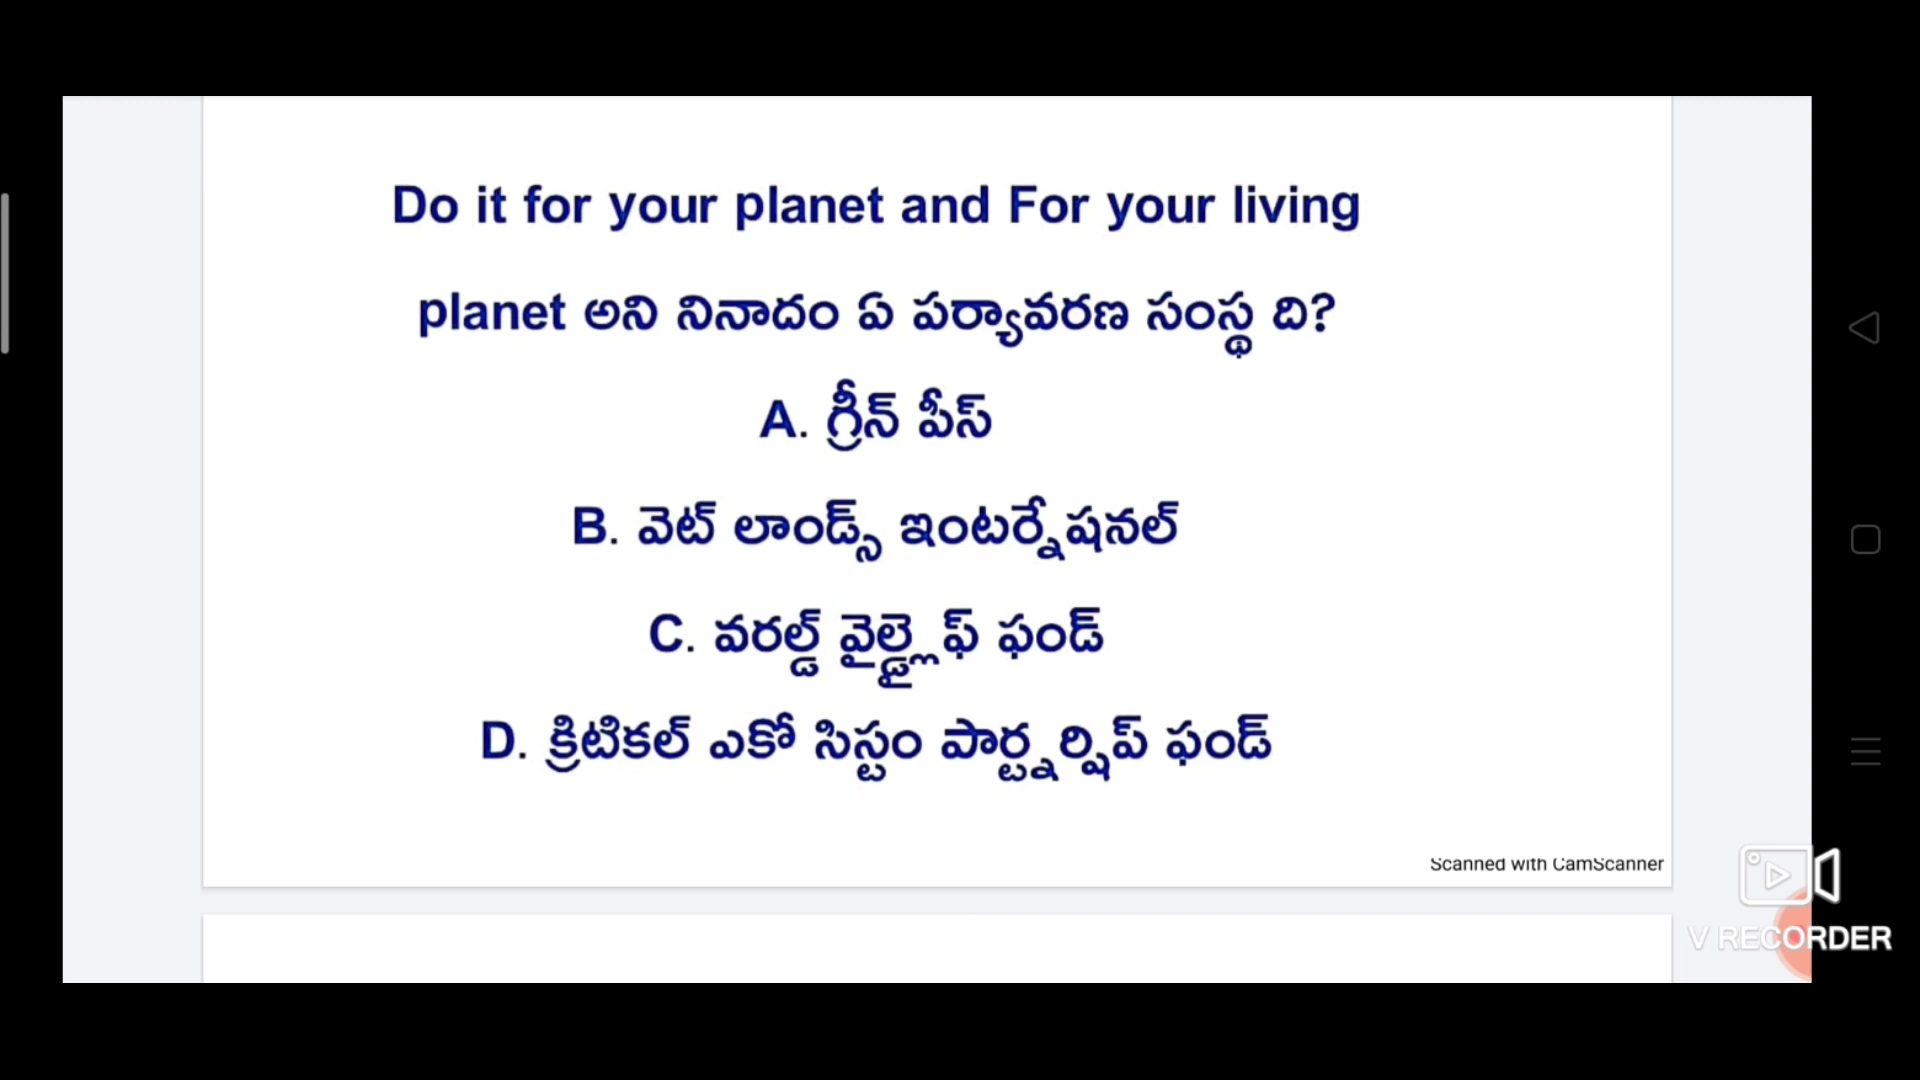 Do it for your planet and For your living
planet అని నినాదం ఏ పర్యావరణ సంస్థ ది?
A. గ్రీన్ పీస్
B. వెట్ లాండ్స్ ఇంటర్నేషనల్
C. వరల్డ్ వైల్డ్లైఫ్ ఫండ్
D. క్రిటికల్ ఎకో సిస్టం పార్ట్నర్షిప్ ఫండ్
Scanned with CamScanner
V RECORDER